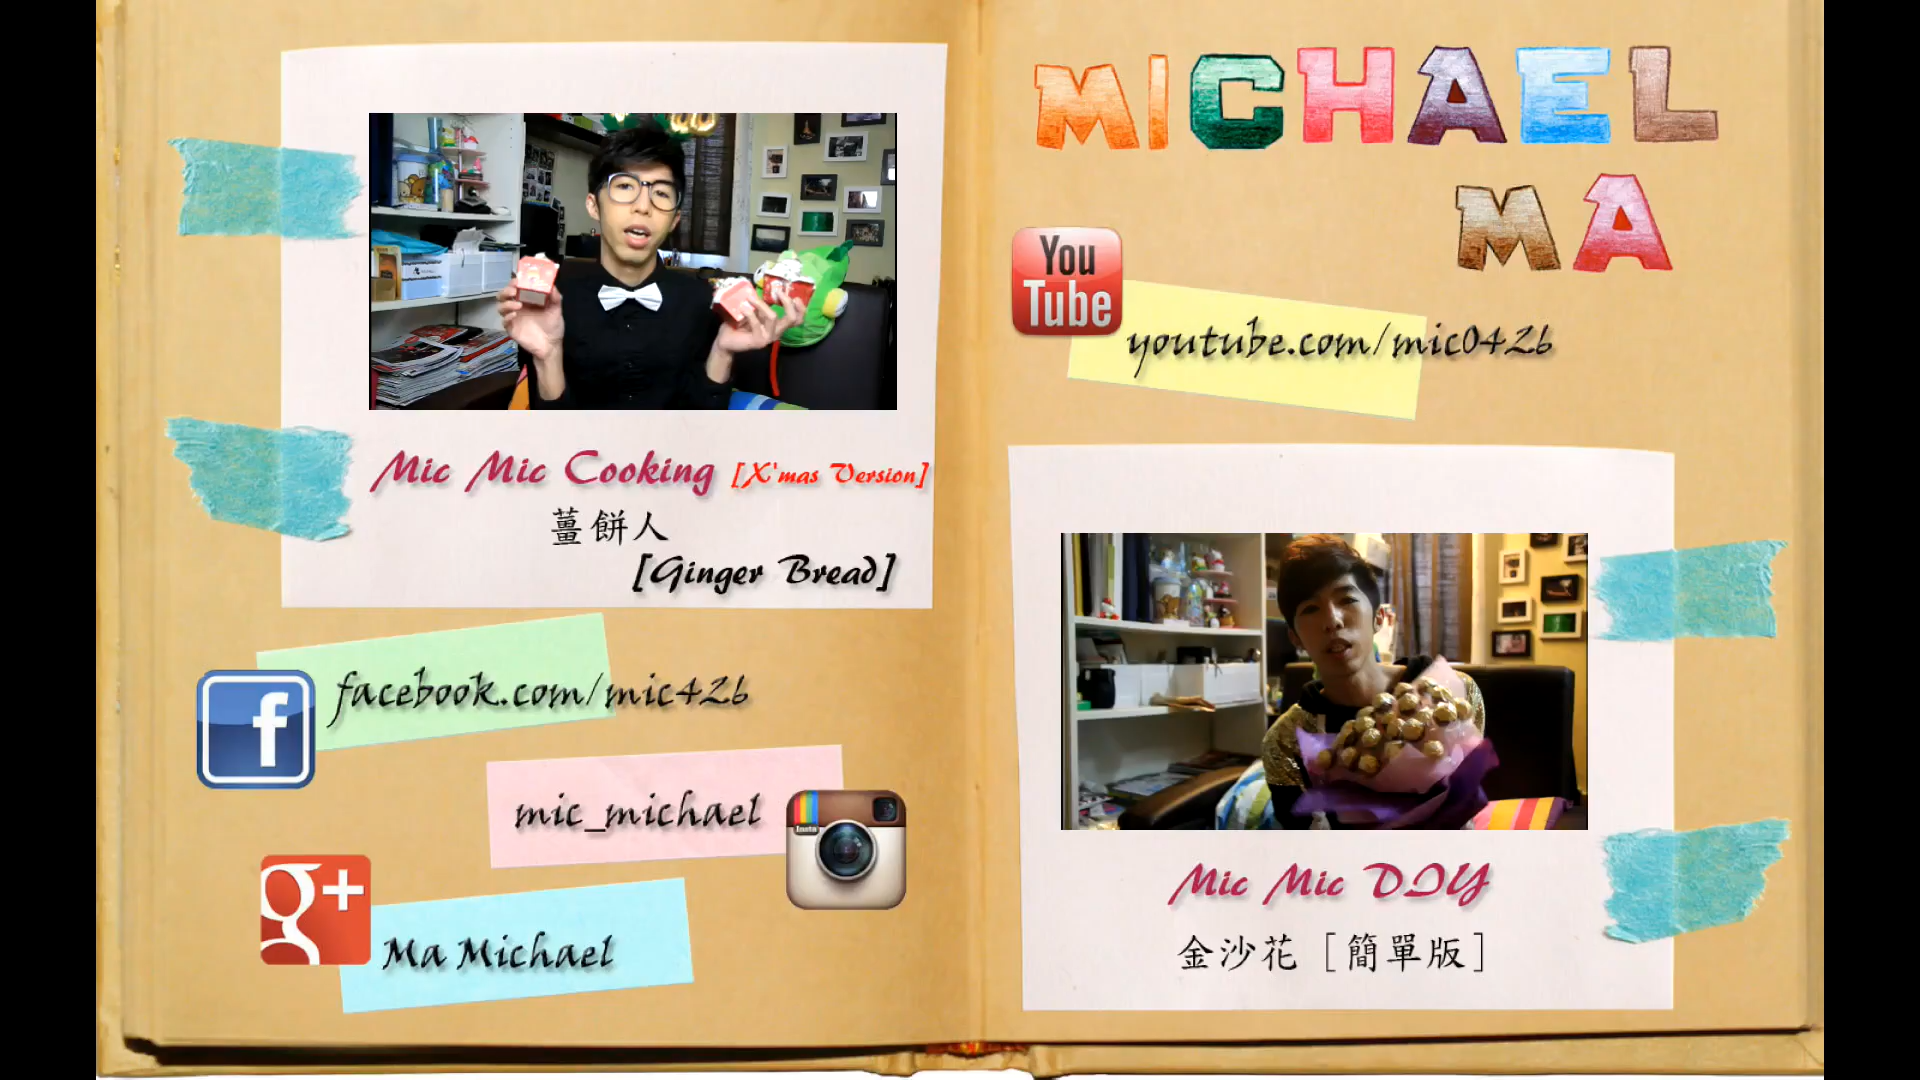 Mic Mic Cooking [X'mas Version]
薑餅人
[Ginger Bread]
facebook.com/mic426
mic_michael
Insta
g+
Ma Michael
MICHAEL
MA
You
Tube
youtube.com/mic0426
Mic Mic DIY
金沙花［簡單版］